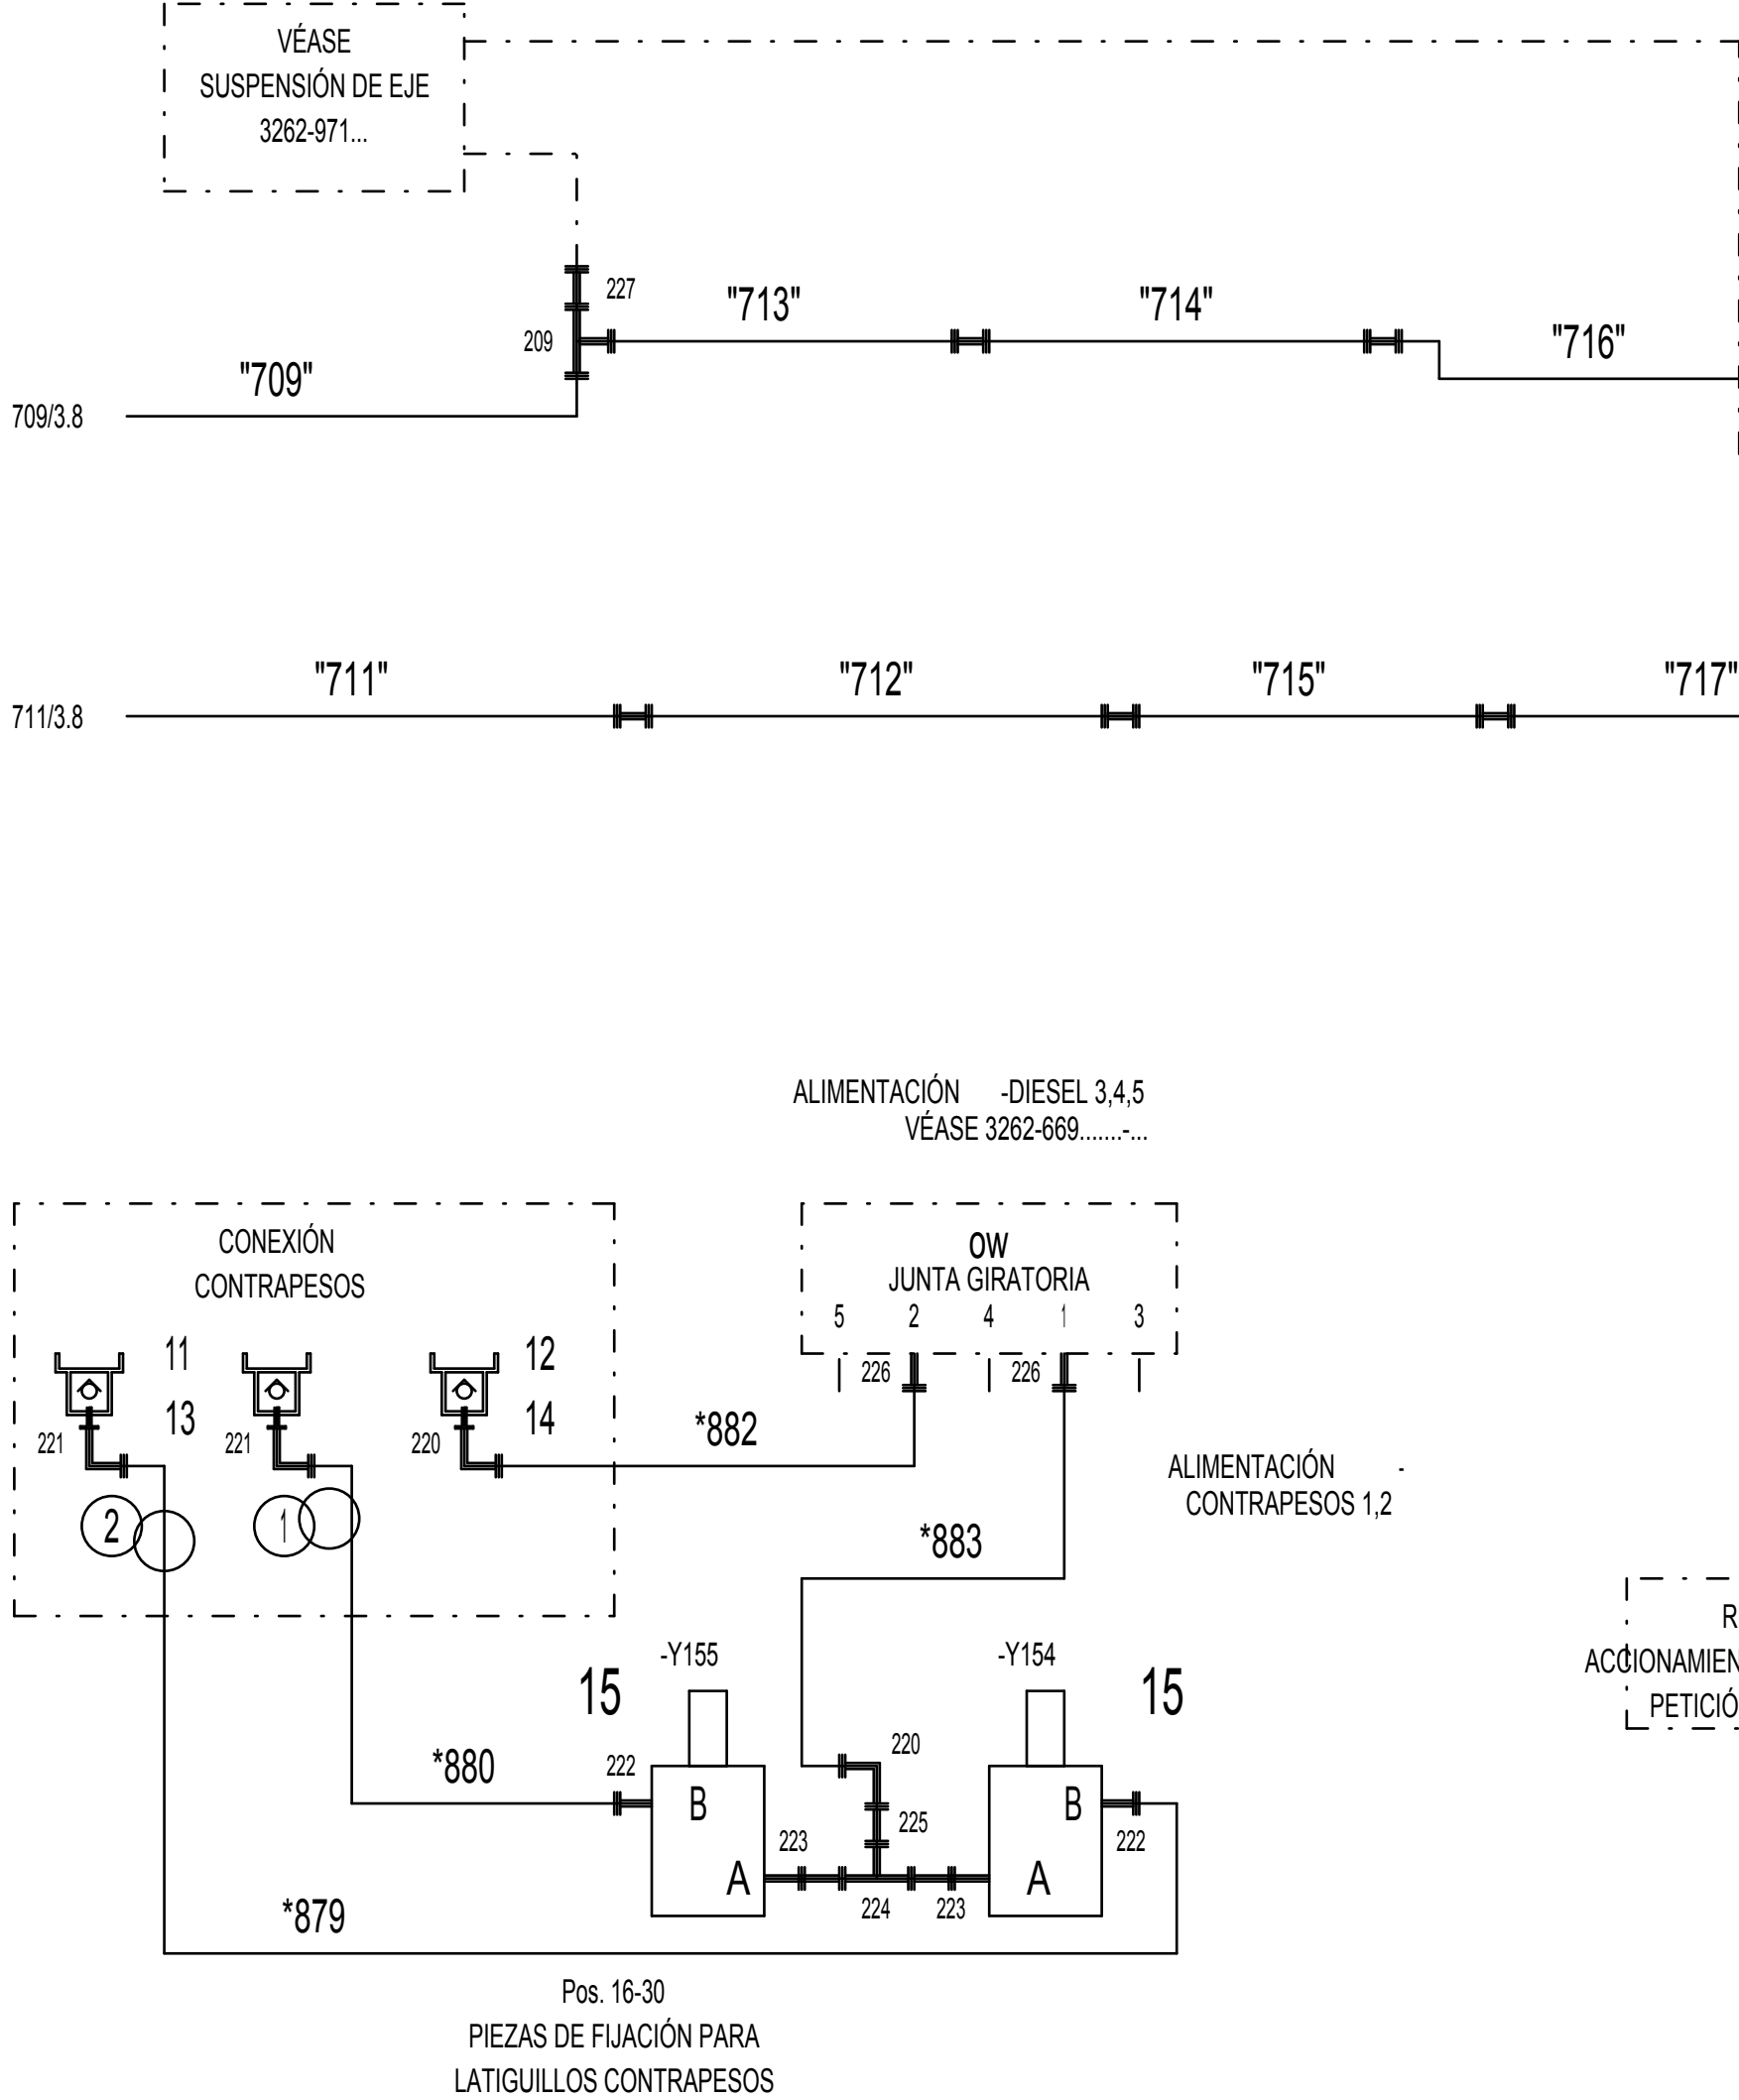 VÉASE
SUSPENSIÓN DE EJE
3262-971...
227
"713"
"714"
209
"716"
"709"
709/3.8
"711"
"712"
"715"
"717"
711/3.8
ALIMENTACIÓN -DIESEL 3,4,5
VÉASE 3262-669.......-...
CONEXIÓN
CONTRAPESOS
OW
JUNTA GIRATORIA
5 2 4 1 3
11
12
226
226
13
14
221
221
220
*882
ALIMENTACIÓN -
CONTRAPESOS 1,2
2
1
*883
R
ACCIONAMIEN
PETICIÓ
-Y155
-Y154
15
15
220
*880
222
B
B
225
223
222
A
A
224
223
*879
Pos. 16-30
PIEZAS DE FIJACIÓN PARA
LATIGUILLOS CONTRAPESOS